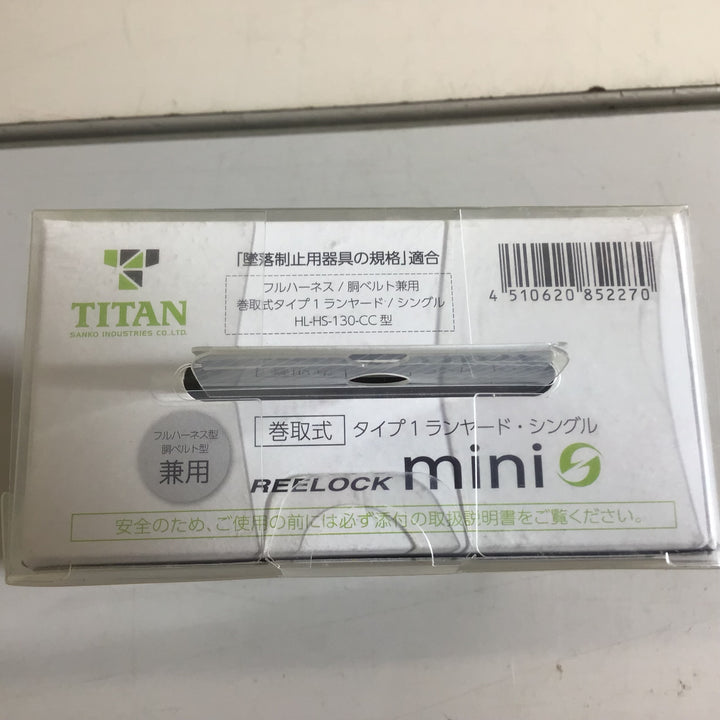 「墜落制止用器具の規格」適合
フルハーネス / 胴ベルト兼用
巻取式タイプ1 ランヤード / シングル
HL-HS-130-CC 型
TITAN
SANKO INDUSTRIES CO.LTD.
4 510620 852270
フルハーネス型
胴ベルト型
兼用
巻取式 タイプ1ランヤード・シングル
REELOCK mini S
安全のため、ご使用の前には必ず添付の取扱説明書をご覧ください。